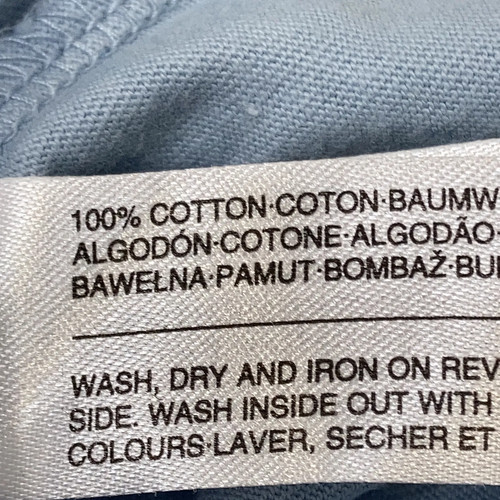 100% COTTON·COTON·BAUMW
ALGODÓN·COTONE·ALGODÃO·
BAWEŁNA·PAMUT·BOMBAŽ·BU
WASH, DRY AND IRON ON REV
SIDE. WASH INSIDE OUT WITH
COLOURS·LAVER, SECHER ET